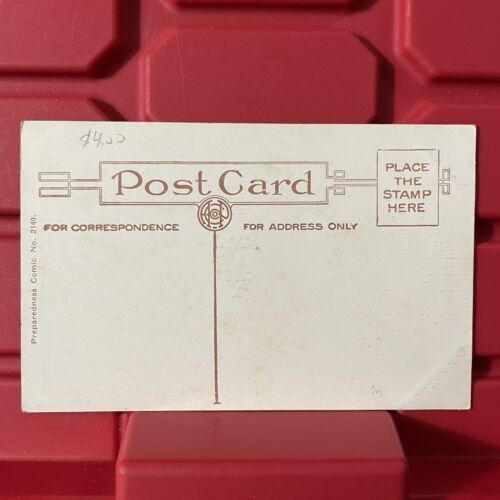 $4.00
Post Card
PLACE
THE
STAMP
HERE
FOR CORRESPONDENCE
FOR ADDRESS ONLY
Preparedness Comic No. 2149.